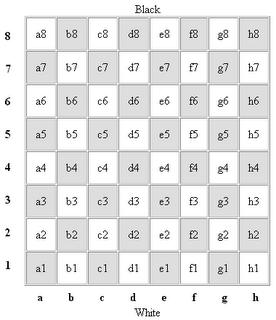 Black
8 a8 b8 c8 d8 e8 f8 g8 h8
7 a7 b7 c7 d7 e7 f7 g7 h7
6 a6 b6 c6 d6 e6 f6 g6 h6
5 a5 b5 c5 d5 e5 f5 g5 h5
4 a4 b4 c4 d4 e4 f4 g4 h4
3 a3 b3 c3 d3 e3 f3 g3 h3
2 a2 b2 c2 d2 e2 f2 g2 h2
1 a1 b1 c1 d1 e1 f1 g1 h1
a b c d e f g h
White